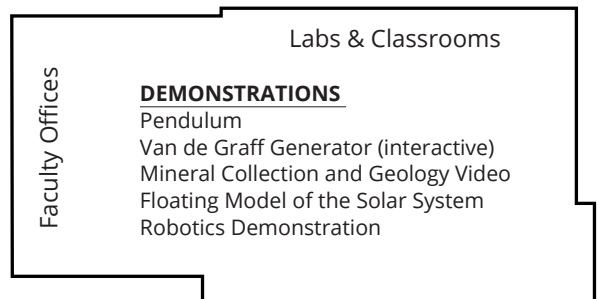 Labs & Classrooms
Faculty Offices
DEMONSTRATIONS
Pendulum
Van de Graff Generator (interactive)
Mineral Collection and Geology Video
Floating Model of the Solar System
Robotics Demonstration